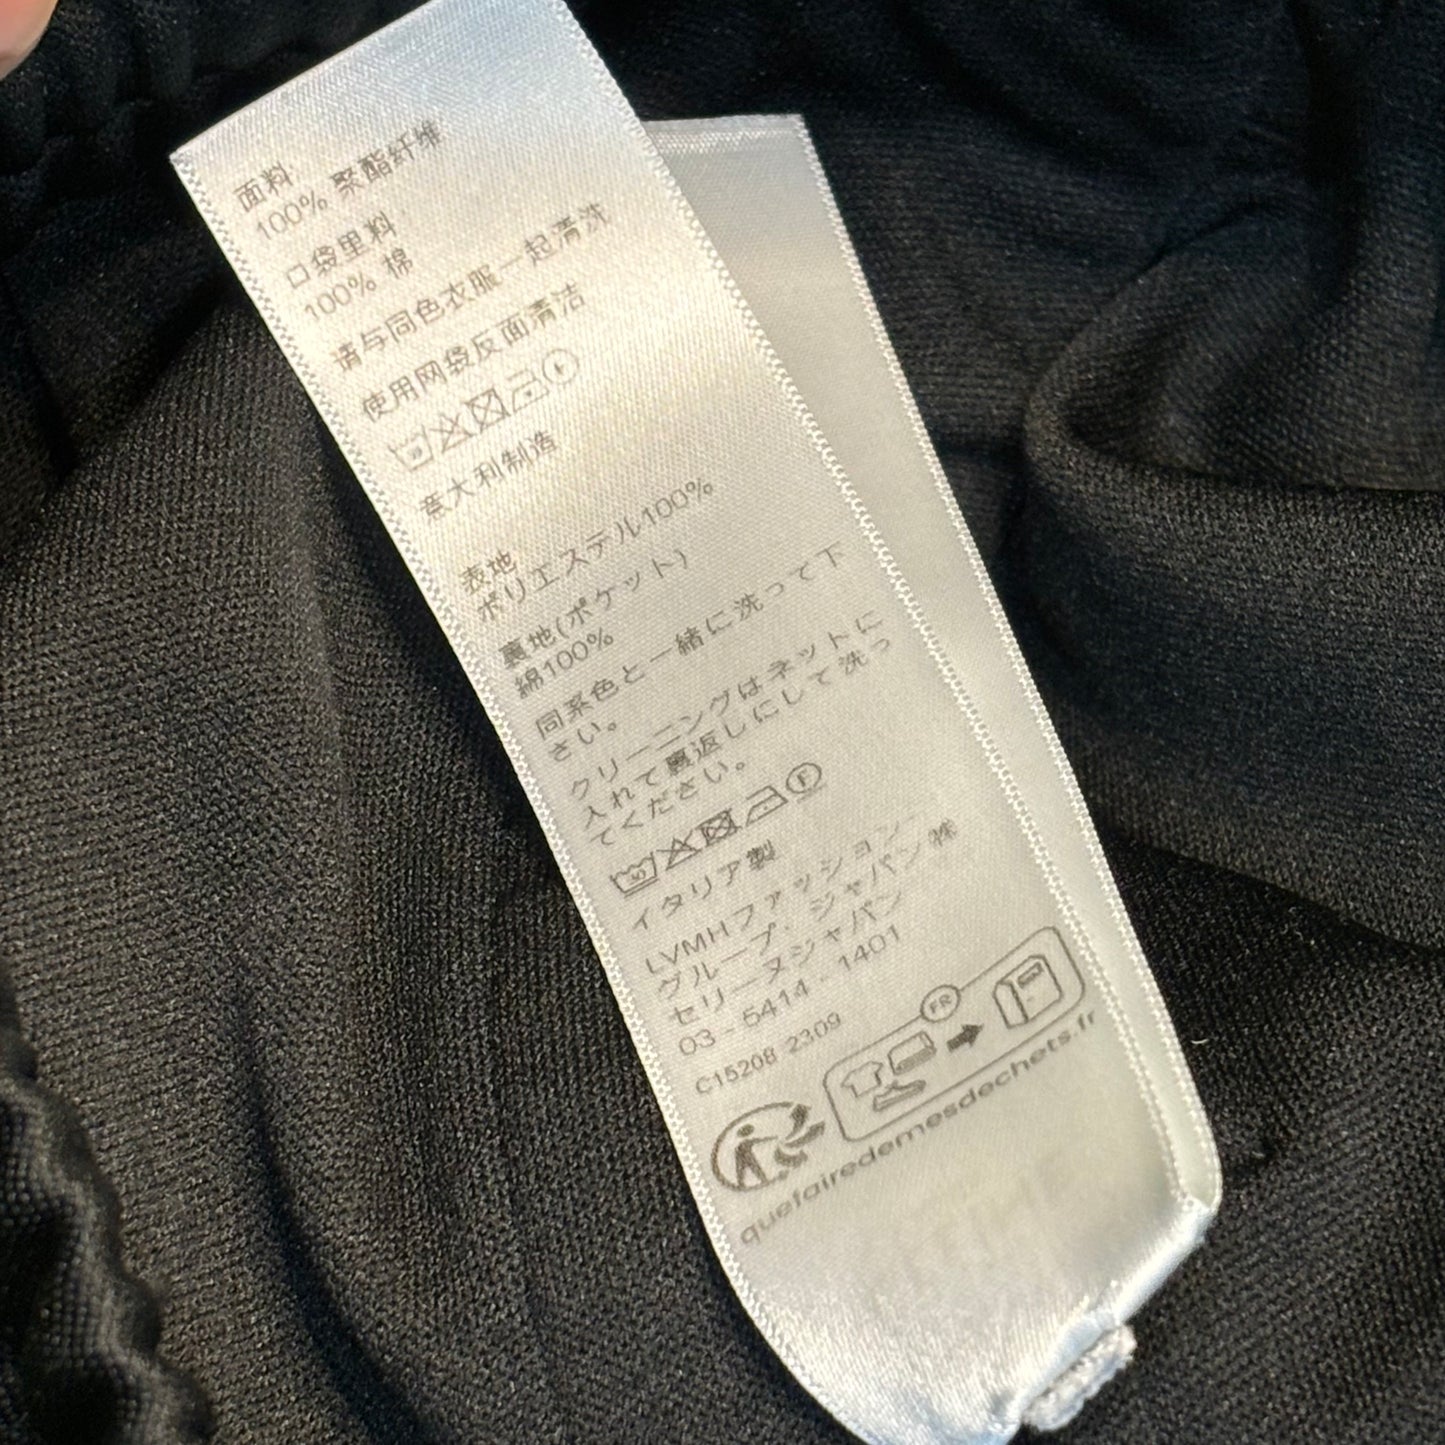 面料
100% 聚酯纤维
口袋里料
100% 棉
请与同色衣服一起清洗
使用网袋反面清洁
意大利制造
表地
ポリエステル100%
裏地(ポケット)
綿100%
同系色と一緒に洗って下
さい。
クリーニングはネットに
入れて裏返しにして洗っ
てください。
30
F
イタリア製
LVMHファッション
グループ・ジャパン㈱
セリーヌジャパン
03-5414-1401
C15208 2309
FR
quefairedemesdechets.fr